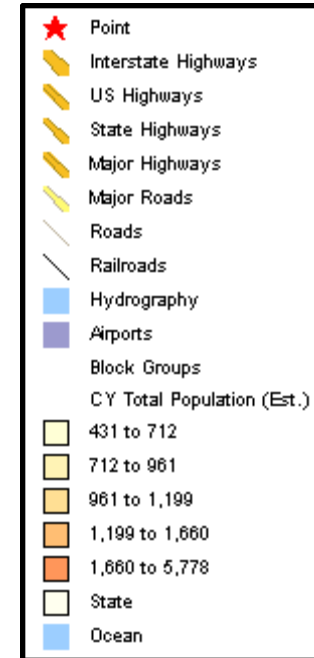 Point
Interstate Highways
US Highways
State Highways
Major Highways
Major Roads
Roads
Railroads
Hydrography
Airports
Block Groups
CY Total Population (Est.)
431 to 712
712 to 961
961 to 1,199
1,199 to 1,660
1,660 to 5,778
State
Ocean